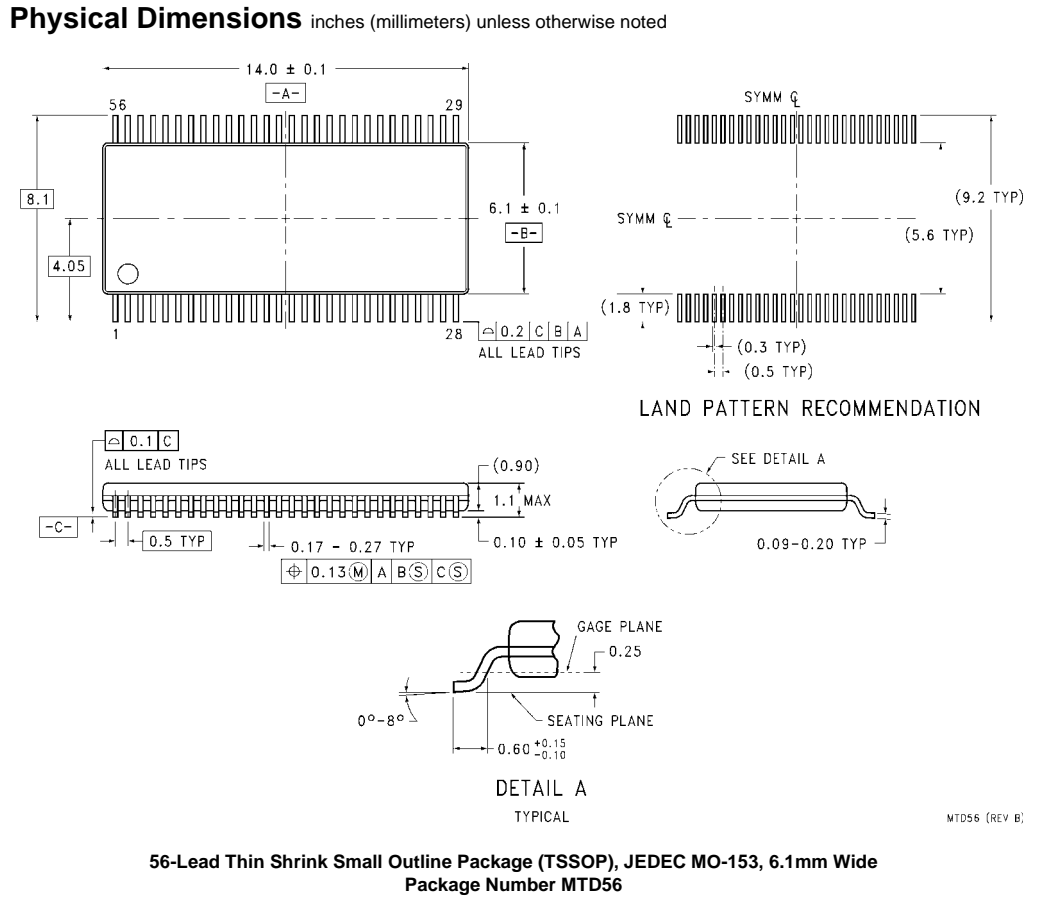 Physical Dimensions inches (millimeters) unless otherwise noted
14.0 ± 0.1
-A-
56
29
8.1
4.05
6.1 ± 0.1
-B-
1
28
⌓ 0.2 C B A
ALL LEAD TIPS
SYMM ℄
SYMM ℄
(9.2 TYP)
(5.6 TYP)
(1.8 TYP)
(0.3 TYP)
(0.5 TYP)
LAND PATTERN RECOMMENDATION
⌓ 0.1 C
ALL LEAD TIPS
(0.90)
1.1 MAX
-C-
0.5 TYP
0.17 - 0.27 TYP
0.10 ± 0.05 TYP
⌖ 0.13 Ⓜ A BⓈ CⓈ
SEE DETAIL A
0.09-0.20 TYP
GAGE PLANE
0.25
0°-8°
SEATING PLANE
0.60 +0.15 -0.10
DETAIL A
TYPICAL
MTD56 (REV B)
56-Lead Thin Shrink Small Outline Package (TSSOP), JEDEC MO-153, 6.1mm Wide
Package Number MTD56